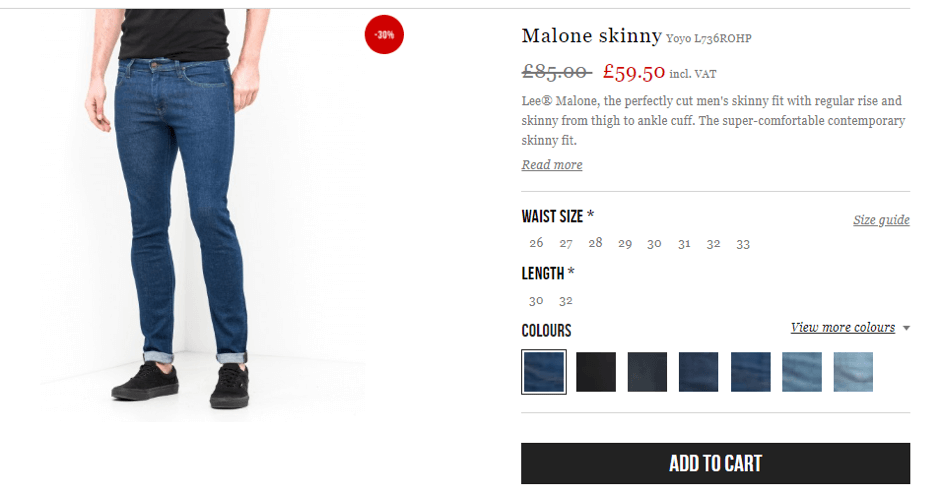 -30%
Malone skinny Yoyo L736ROHP
£85.00 £59.50 incl. VAT
Lee® Malone, the perfectly cut men's skinny fit with regular rise and
skinny from thigh to ankle cuff. The super-comfortable contemporary
skinny fit.
Read more
WAIST SIZE *
Size guide
26 27 28 29 30 31 32 33
LENGTH *
30 32
COLOURS
View more colours
ADD TO CART